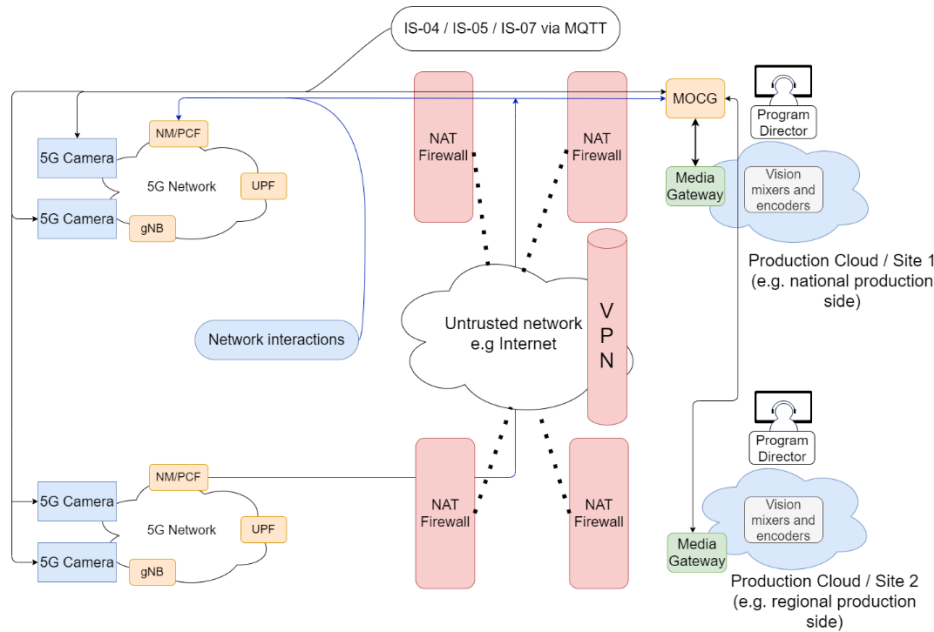 IS-04 / IS-05 / IS-07 via MQTT
NM/PCF
5G Camera
5G Network
UPF
5G Camera
gNB
NAT
Firewall
NAT
Firewall
MOCG
Program
Director
Media
Gateway
Vision
mixers and
encoders
Production Cloud / Site 1
(e.g. national production
side)
Network interactions
Untrusted network
e.g Internet
V
P
N
NM/PCF
5G Camera
5G Network
UPF
5G Camera
gNB
NAT
Firewall
NAT
Firewall
Program
Director
Vision
mixers and
encoders
Media
Gateway
Production Cloud / Site 2
(e.g. regional production
side)